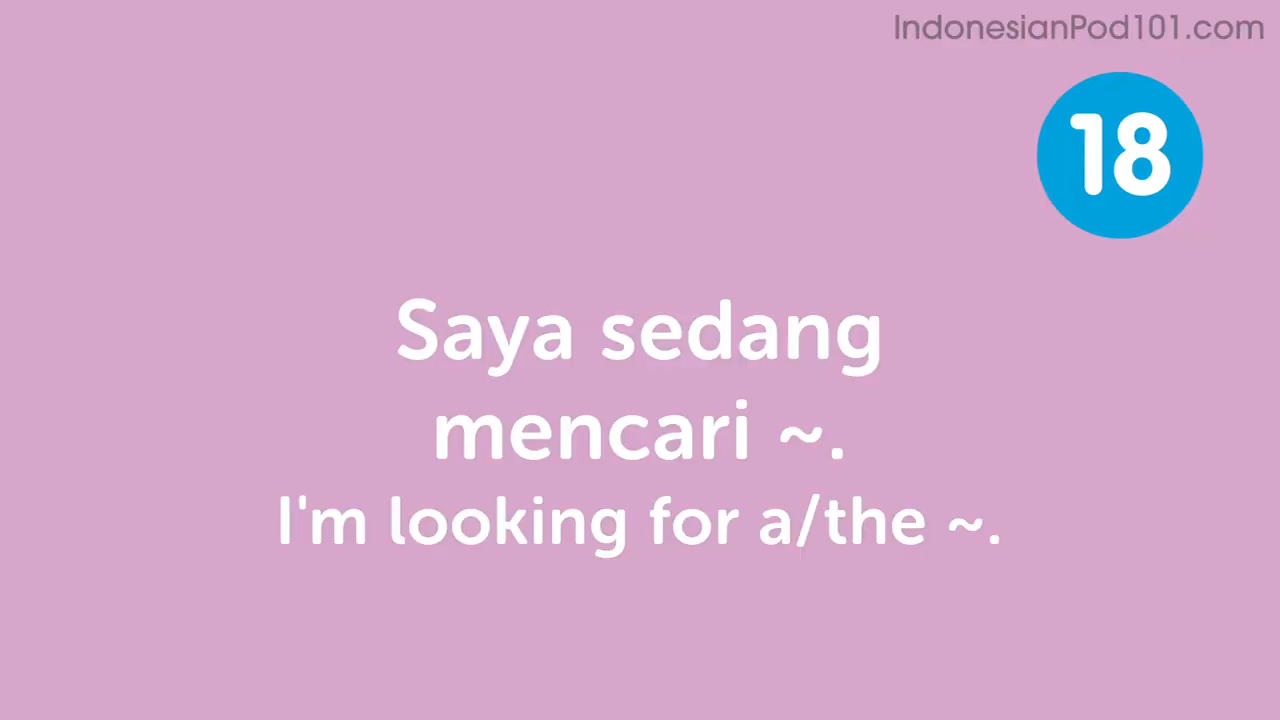 IndonesianPod101.com
18
Saya sedang
mencari ~.
I'm looking for a/the ~.